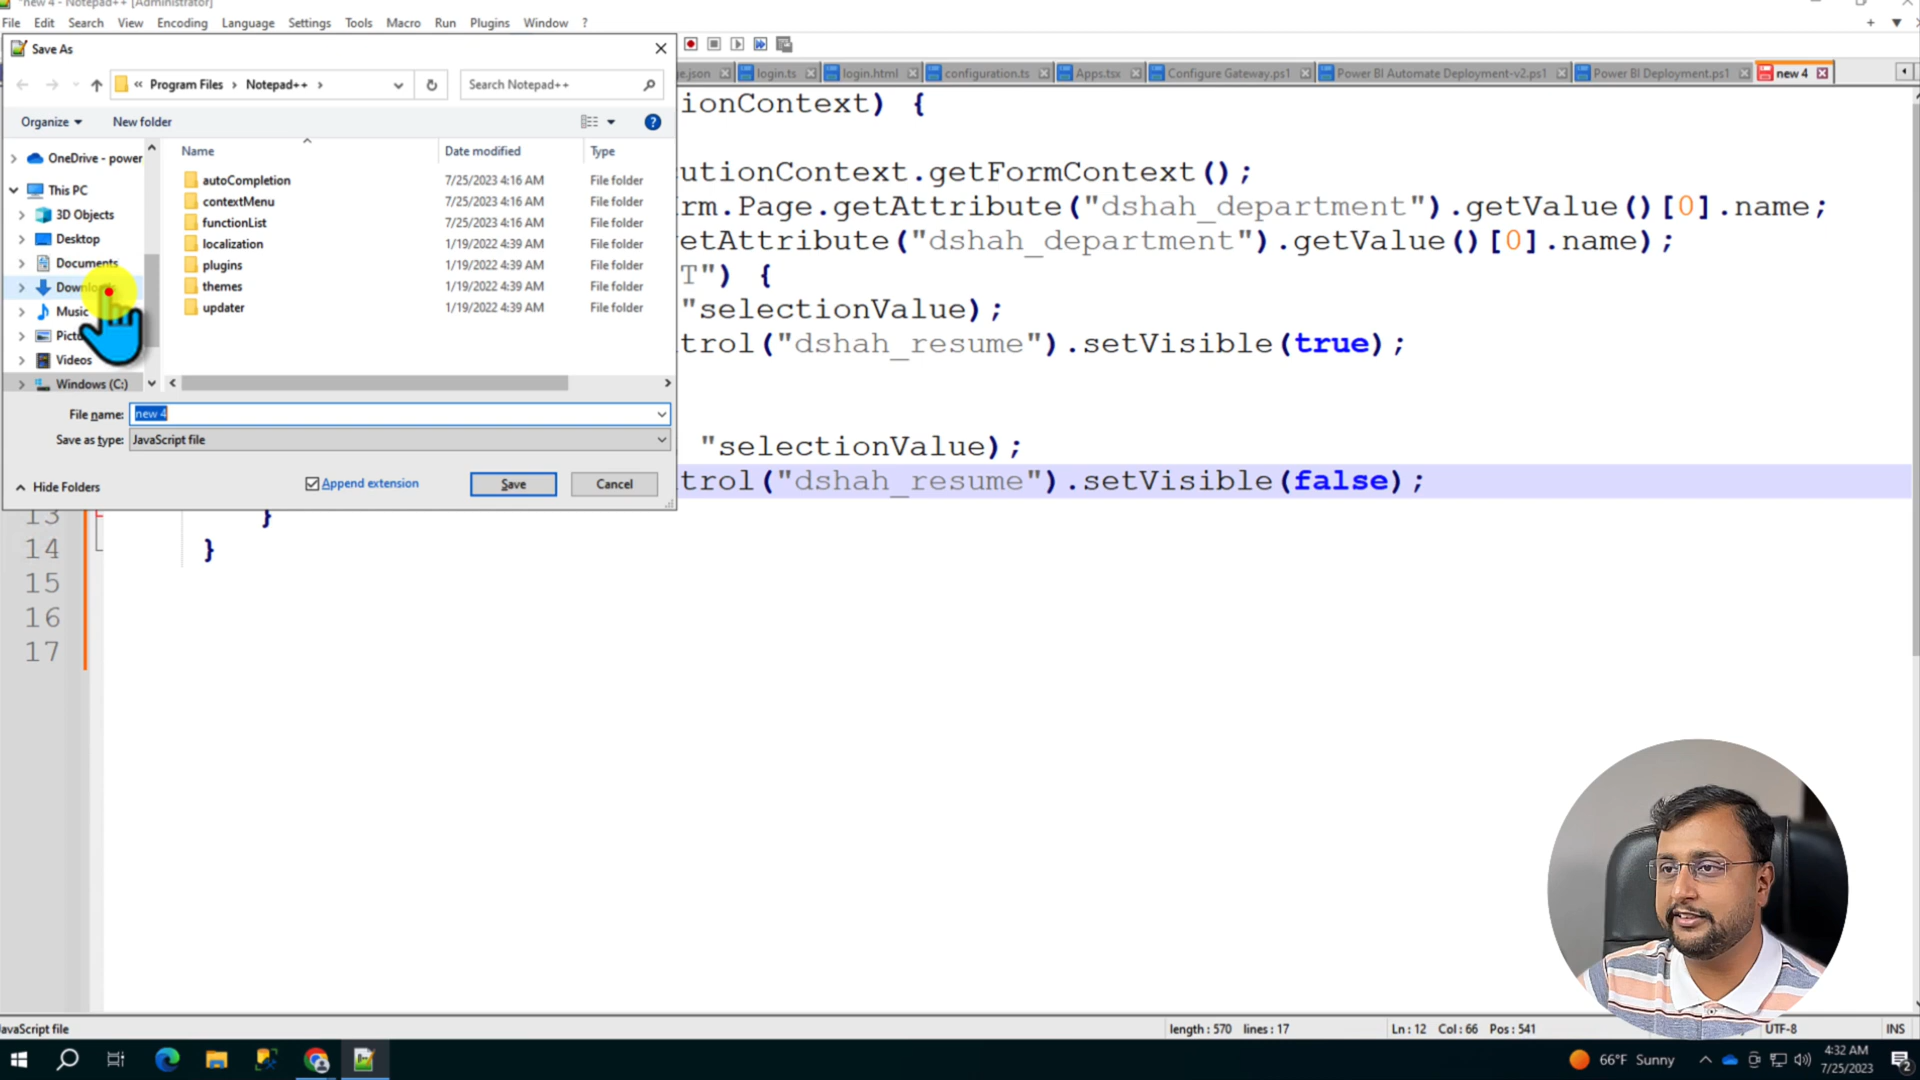 *new 4 - Notepad++ [Administrator]
File Edit Search View Encoding Language Settings Tools Macro Run Plugins Window ?
Save As
Program Files Notepad++
Search Notepad++
Organize
New folder
OneDrive - power
This PC
3D Objects
Desktop
Documents
Music
Videos
Windows (C:)
Name Date modified Type
autoCompletion 7/25/2023 4:16 AM File folder
contextMenu 7/25/2023 4:16 AM File folder
functionList 7/25/2023 4:16 AM File folder
localization 1/19/2022 4:39 AM File folder
plugins 1/19/2022 4:39 AM File folder
themes 1/19/2022 4:39 AM File folder
updater 1/19/2022 4:39 AM File folder
File name: new 4
Save as type: JavaScript file
Hide Folders
Append extension
Save
Cancel
login.ts login.html configuration.ts Apps.tsx Configure Gateway.ps1 Power BI Automate Deployment-v2.ps1 Power BI Deployment.ps1 new 4
ionContext) {
utionContext.getFormContext();
rm.Page.getAttribute("dshah_department").getValue()[0].name;
etAttribute("dshah_department").getValue()[0].name);
T") {
"selectionValue);
trol("dshah_resume").setVisible(true);
"selectionValue);
trol("dshah_resume").setVisible(false);
13 }
14 }
15
16
17
JavaScript file
length : 570 lines : 17
Ln : 12 Col : 66 Pos : 541
UTF-8
INS
66°F Sunny
4:32 AM
7/25/2023
2